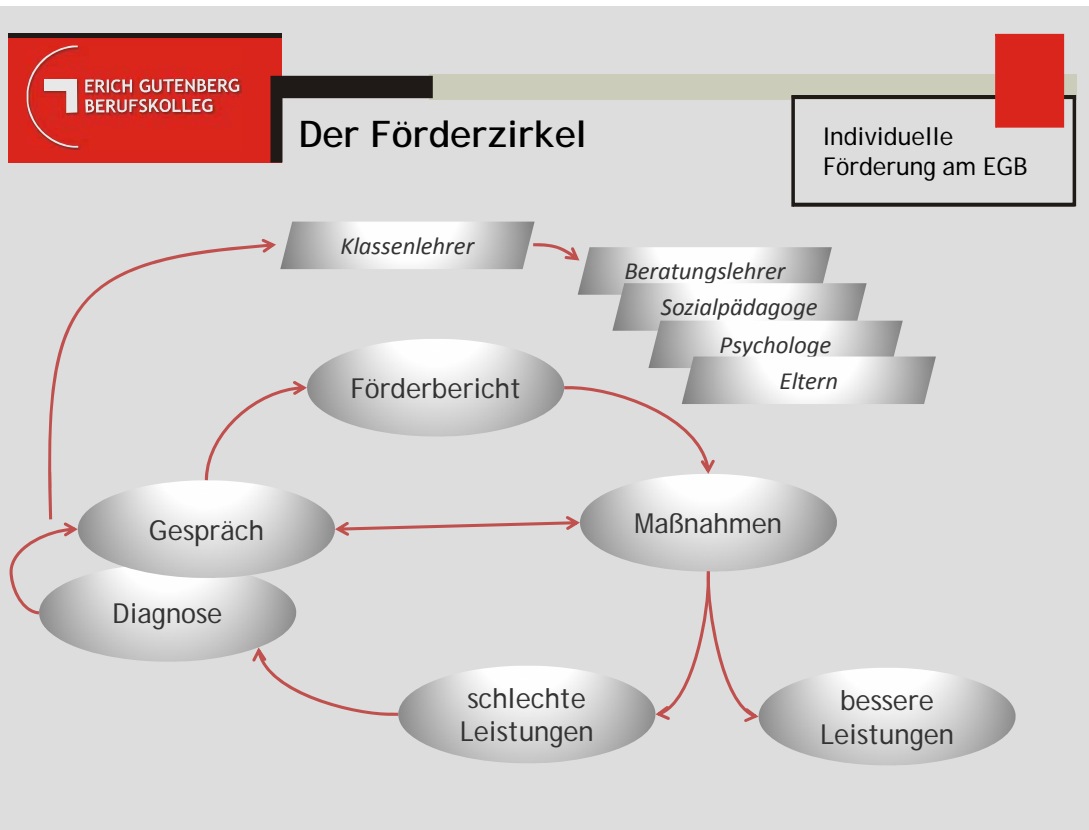 ERICH GUTENBERG
BERUFSKOLLEG
Der Förderzirkel
Individuelle
Förderung am EGB
Klassenlehrer
Beratungslehrer
Sozialpädagoge
Psychologe
Eltern
Förderbericht
Gespräch
Maßnahmen
Diagnose
schlechte
Leistungen
bessere
Leistungen